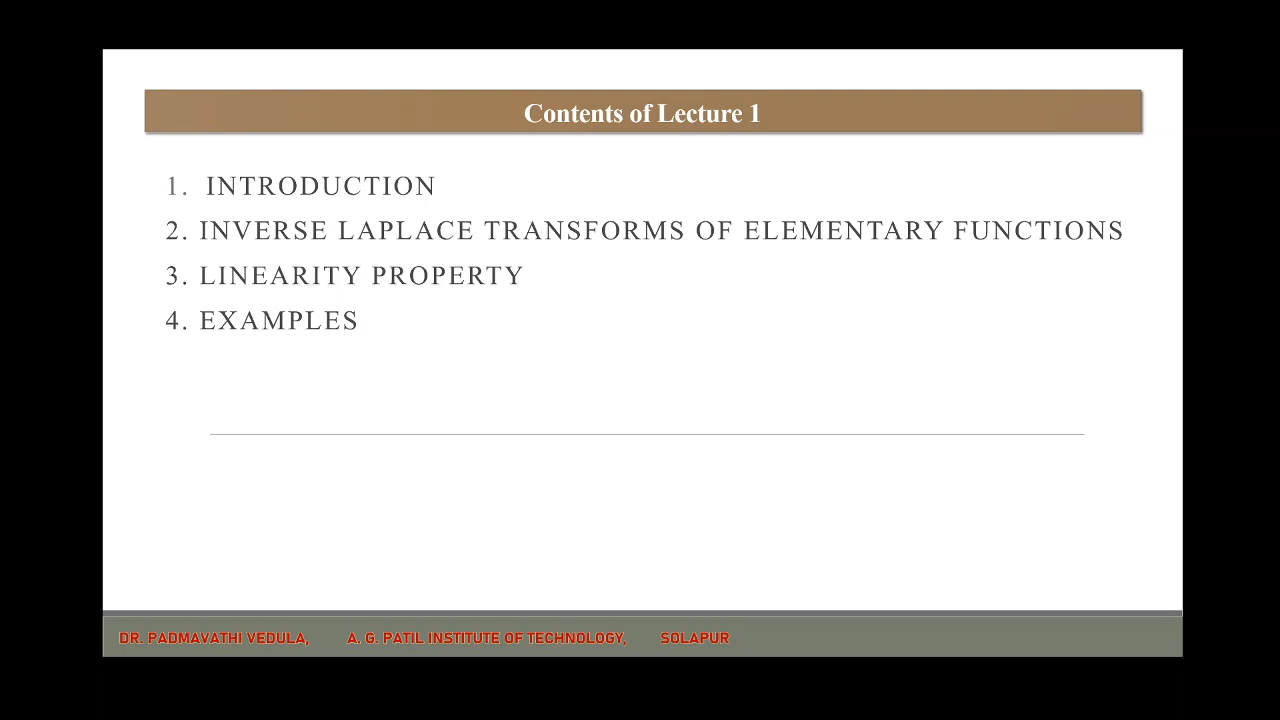 Contents of Lecture 1
1. INTRODUCTION
2. INVERSE LAPLACE TRANSFORMS OF ELEMENTARY FUNCTIONS
3. LINEARITY PROPERTY
4. EXAMPLES
DR. PADMAVATHI VEDULA, A. G. PATIL INSTITUTE OF TECHNOLOGY, SOLAPUR